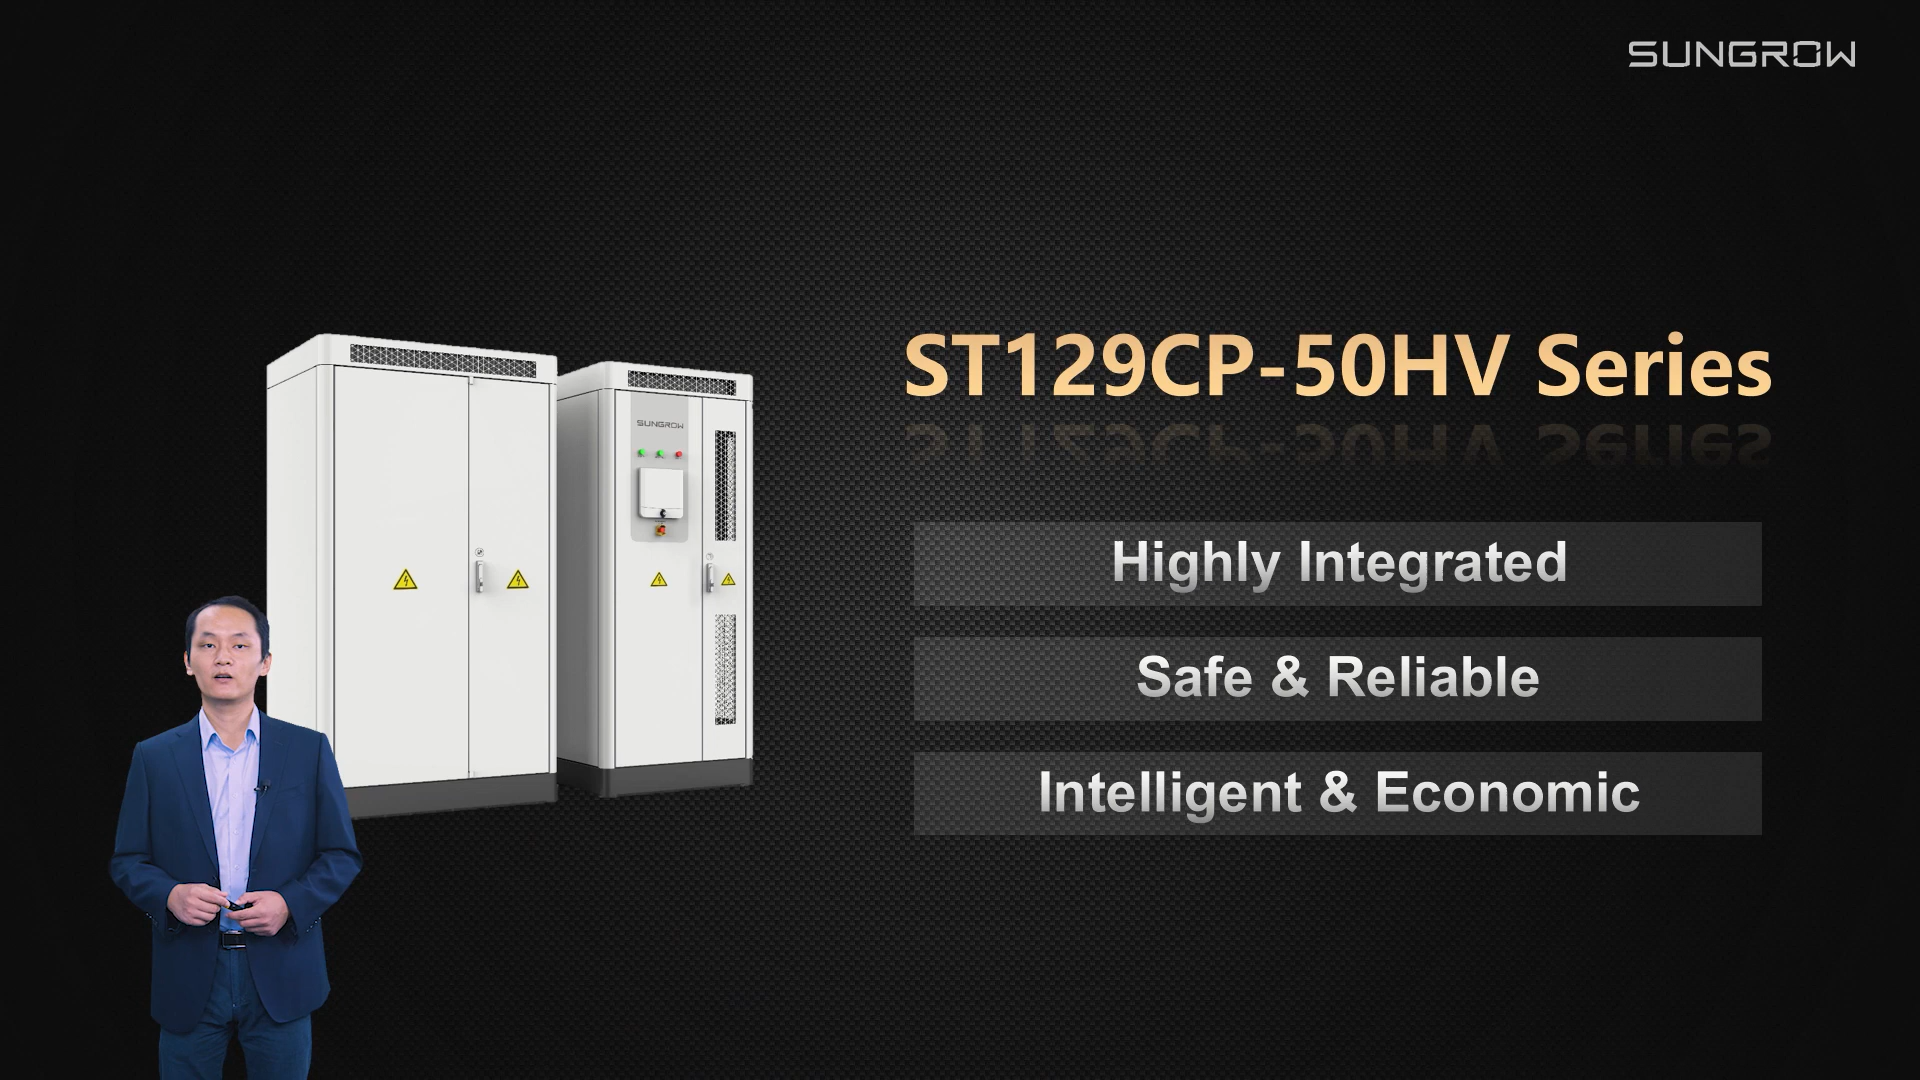 SUNGROW
ST129CP-50HV Series
SUNGROW
Highly Integrated
Safe & Reliable
Intelligent & Economic